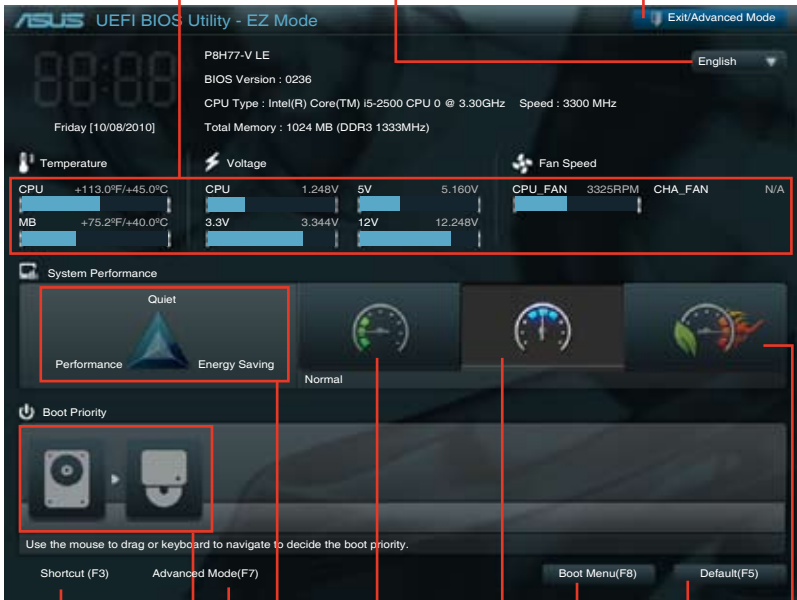 ASUS UEFI BIOS Utility - EZ Mode
Exit/Advanced Mode
88:88
English
P8H77-V LE
BIOS Version : 0236
CPU Type : Intel(R) Core(TM) i5-2500 CPU 0 @ 3.30GHz Speed : 3300 MHz
Friday [10/08/2010]
Total Memory : 1024 MB (DDR3 1333MHz)
Temperature
Voltage
Fan Speed
CPU +113.0ºF/+45.0ºC
CPU 1.248V
5V 5.160V
CPU_FAN 3325RPM
CHA_FAN N/A
MB +75.2ºF/+40.0ºC
3.3V 3.344V
12V 12.248V
System Performance
Quiet
Performance
Energy Saving
Normal
Boot Priority
Use the mouse to drag or keyboard to navigate to decide the boot priority.
Shortcut (F3)
Advanced Mode(F7)
Boot Menu(F8)
Default(F5)